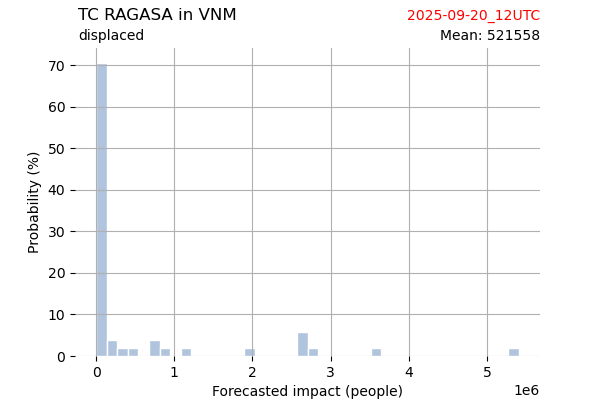 TC RAGASA in VNM
2025-09-20_12UTC
displaced
Mean: 521558
70
60
50
40
30
20
10
0
Probability (%)
0 1 2 3 4 5
1e6
Forecasted impact (people)